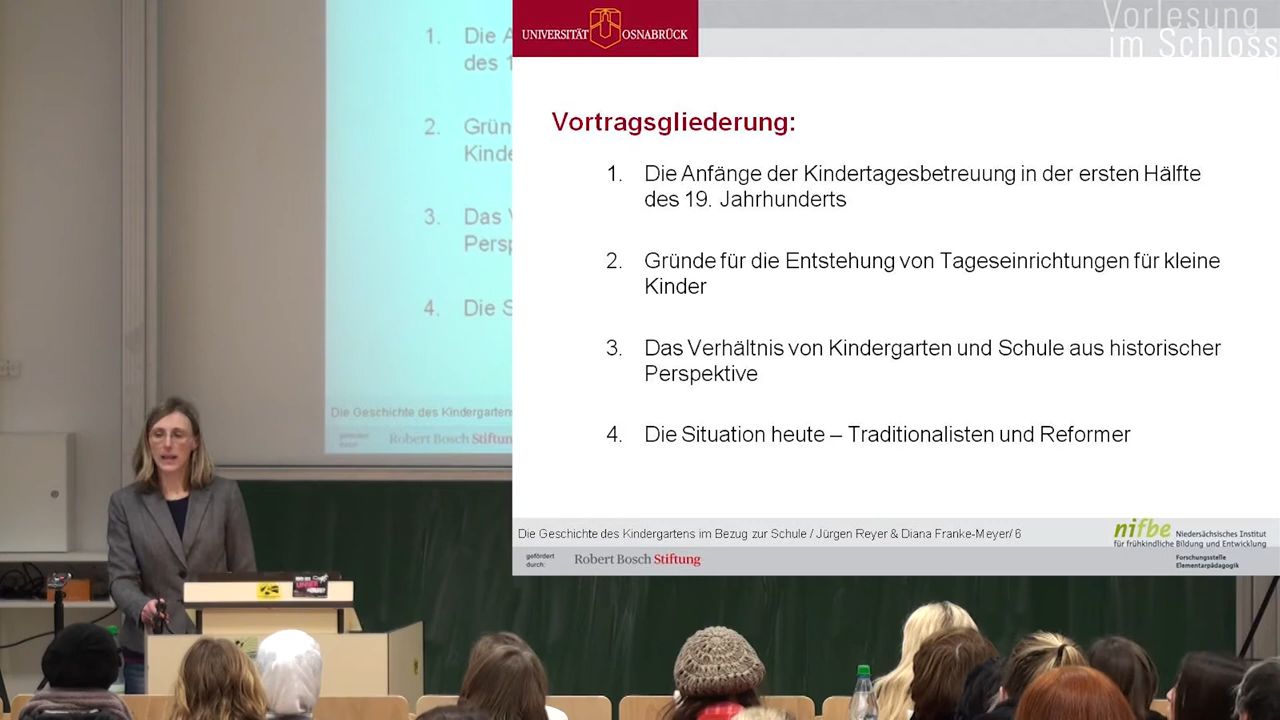 UNIVERSITÄT OSNABRÜCK
Vorlesung
im Schloss
Vortragsgliederung:
1. Die Anfänge der Kindertagesbetreuung in der ersten Hälfte
des 19. Jahrhunderts
2. Gründe für die Entstehung von Tageseinrichtungen für kleine
Kinder
3. Das Verhältnis von Kindergarten und Schule aus historischer
Perspektive
4. Die Situation heute – Traditionalisten und Reformer
Die Geschichte des Kindergartens im Bezug zur Schule / Jürgen Reyer & Diana Franke-Meyer/ 6
gefördert
durch:
Robert Bosch Stiftung
nifbe
Niedersächsisches Institut
für frühkindliche Bildung und Entwicklung
Forschungsstelle
Elementarpädagogik
1. Die A
des 1
2. Grün
Kinde
3. Das V
Persp
4. Die S
Die Geschichte des Kindergartens
gefördert
durch:
Robert Bosch Stiftung